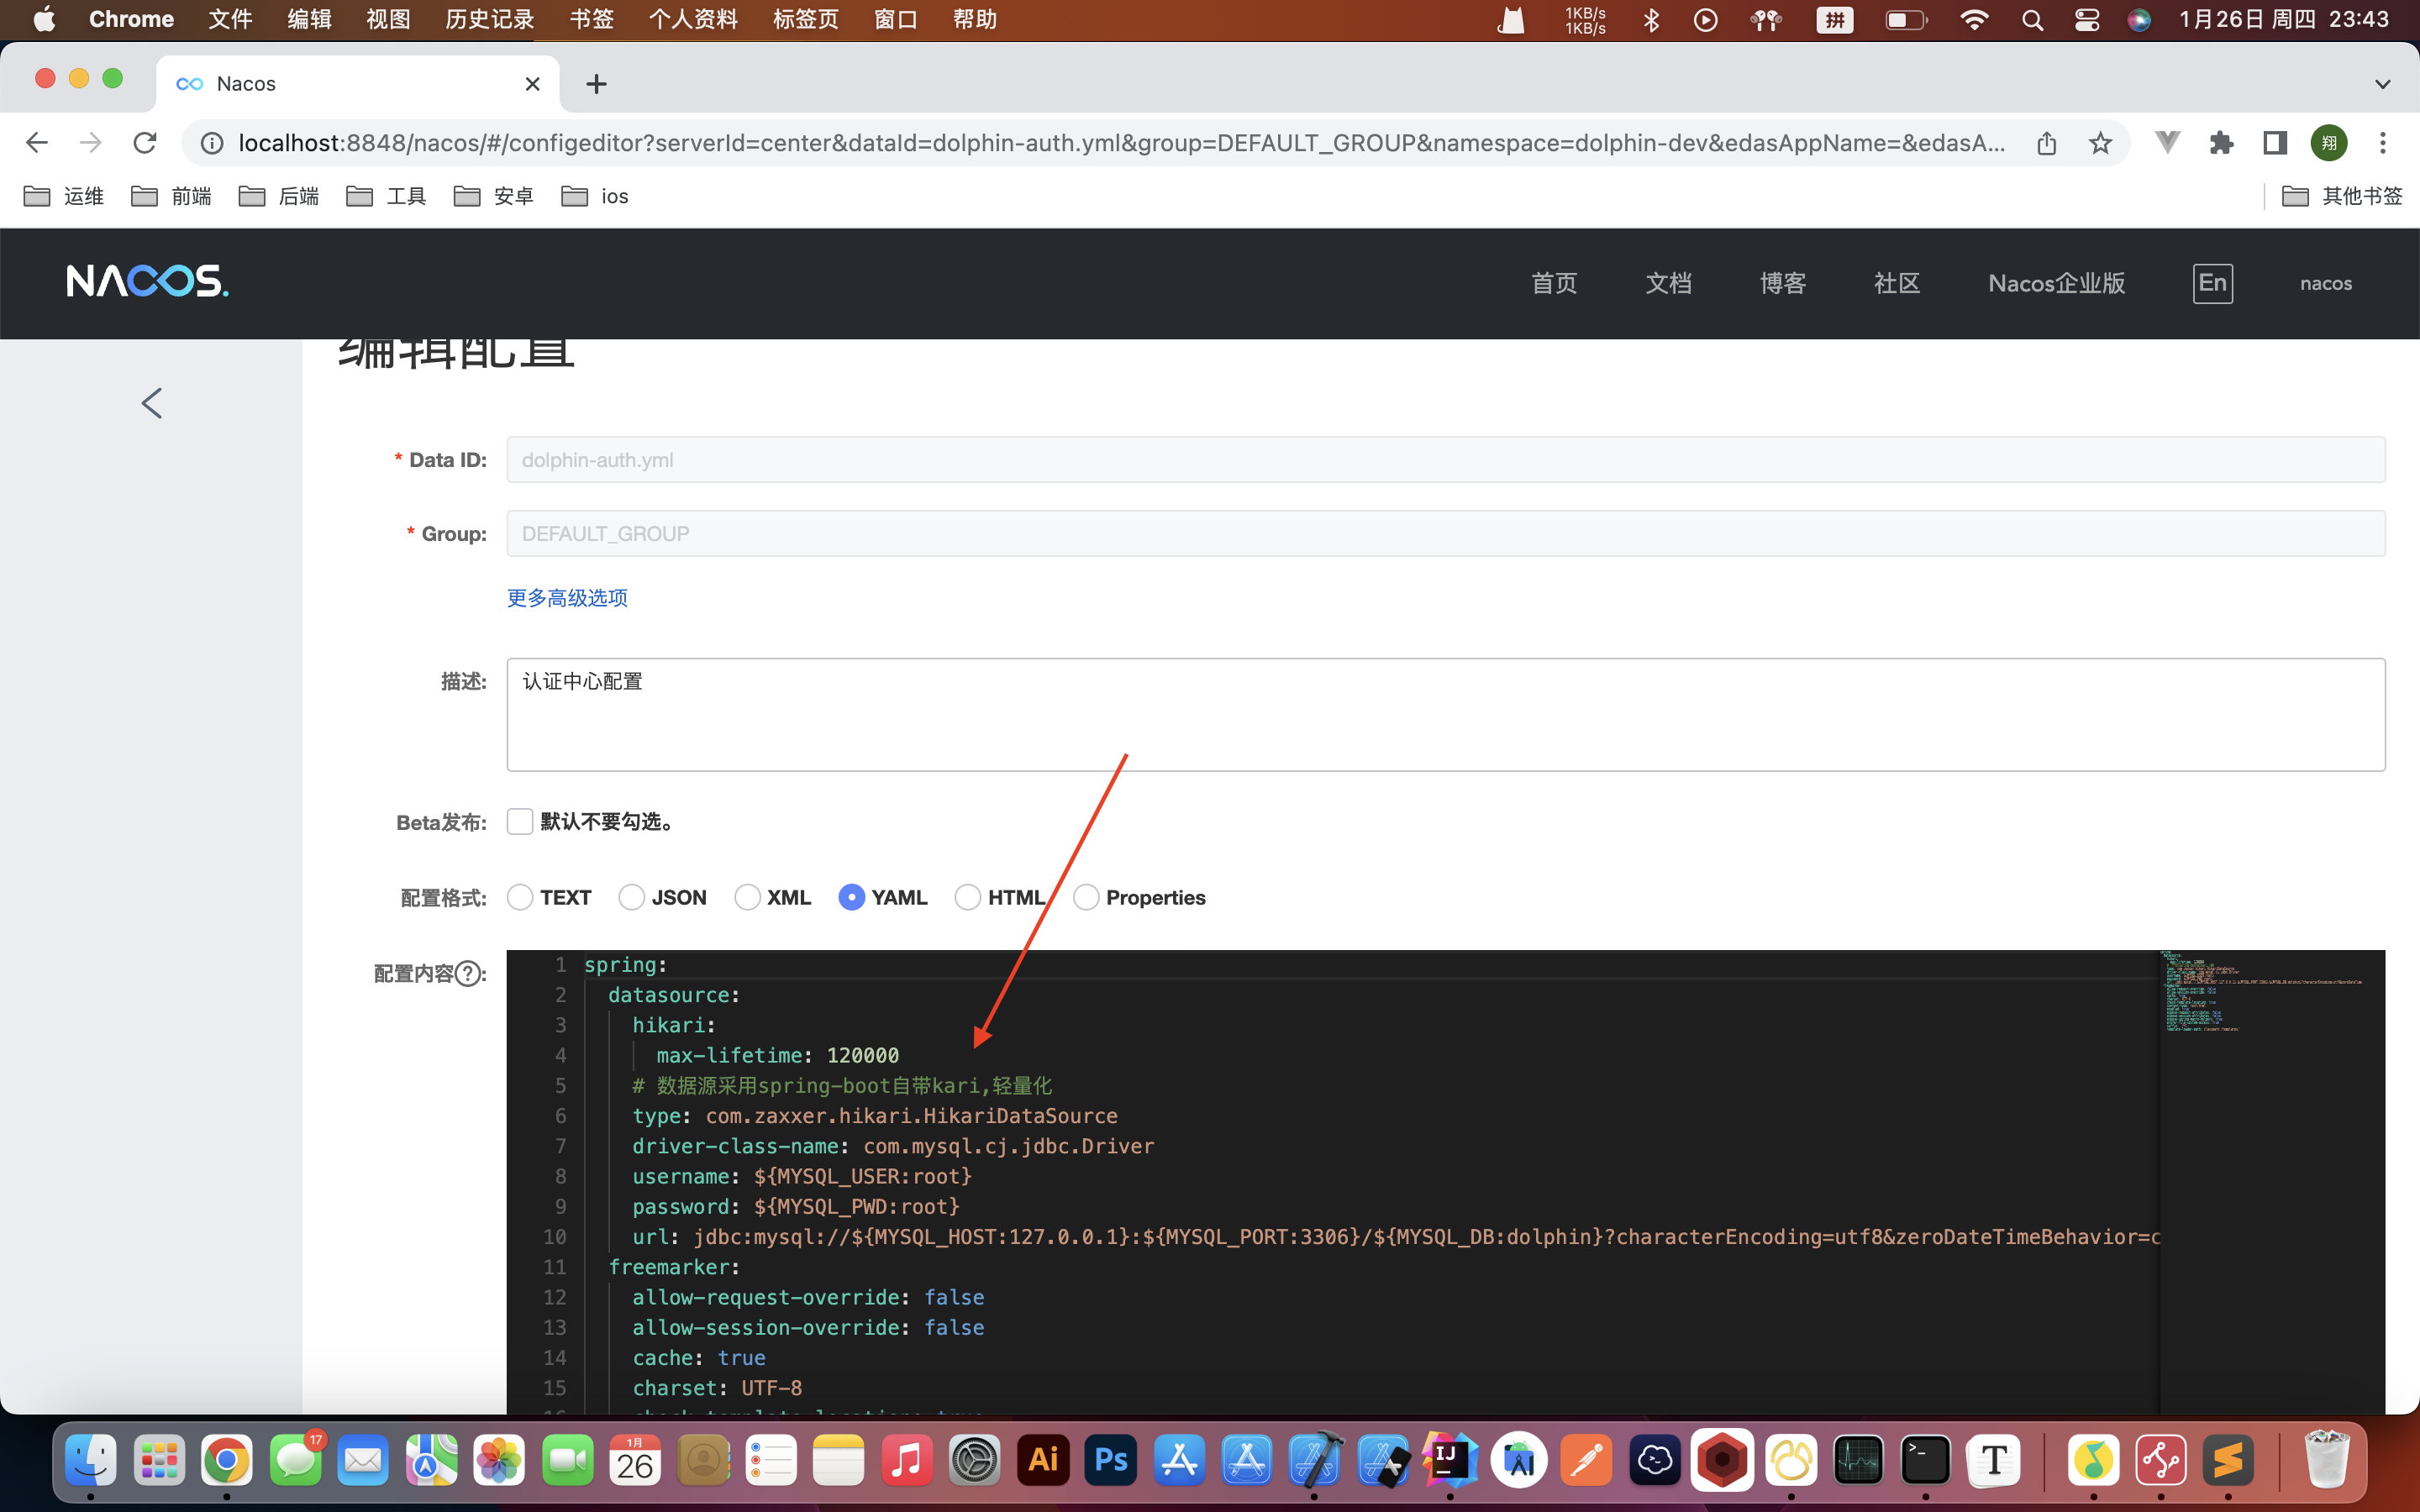 Chrome 文件 编辑 视图 历史记录 书签 个人资料 标签页 窗口 帮助
1KB/s
1KB/s
拼
1月26日 周四 23:43
Nacos
localhost:8848/nacos/#/configeditor?serverId=center&dataId=dolphin-auth.yml&group=DEFAULT_GROUP&namespace=dolphin-dev&edasAppName=&edasA...
翔
运维 前端 后端 工具 安卓 ios 其他书签
NACOS.
首页 文档 博客 社区 Nacos企业版 En nacos
编辑配置
* Data ID: dolphin-auth.yml
* Group: DEFAULT_GROUP
更多高级选项
描述: 认证中心配置
Beta发布: 默认不要勾选。
配置格式: TEXT JSON XML YAML HTML Properties
配置内容?:
1 spring:
2 datasource:
3 hikari:
4 max-lifetime: 120000
5 # 数据源采用spring-boot自带kari,轻量化
6 type: com.zaxxer.hikari.HikariDataSource
7 driver-class-name: com.mysql.cj.jdbc.Driver
8 username: ${MYSQL_USER:root}
9 password: ${MYSQL_PWD:root}
10 url: jdbc:mysql://${MYSQL_HOST:127.0.0.1}:${MYSQL_PORT:3306}/${MYSQL_DB:dolphin}?characterEncoding=utf8&zeroDateTimeBehavior=c
11 freemarker:
12 allow-request-override: false
13 allow-session-override: false
14 cache: true
15 charset: UTF-8
17
1月
26
Ai
Ps
IJ
T